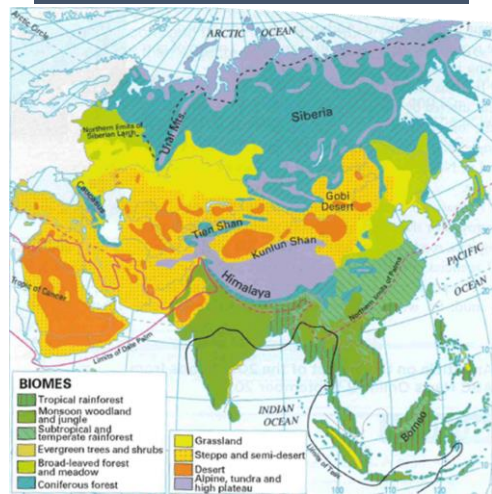 Arctic Circle
ARCTIC OCEAN
Siberia
Ural Mts.
Northern limits of
Siberian Larch
Caucasus
Gobi
Desert
Tien Shan
Kunlun Shan
Himalaya
Northern limits of Palms
PACIFIC
OCEAN
Tropic of Cancer
Limits of Date Palm
INDIAN
OCEAN
Borneo
100
110
120
BIOMES
Tropical rainforest
Monsoon woodland
and jungle
Subtropical and
temperate rainforest
Evergreen trees and shrubs
Broad-leaved forest
and meadow
Coniferous forest
Grassland
Steppe and semi-desert
Desert
Alpine, tundra and
high plateau